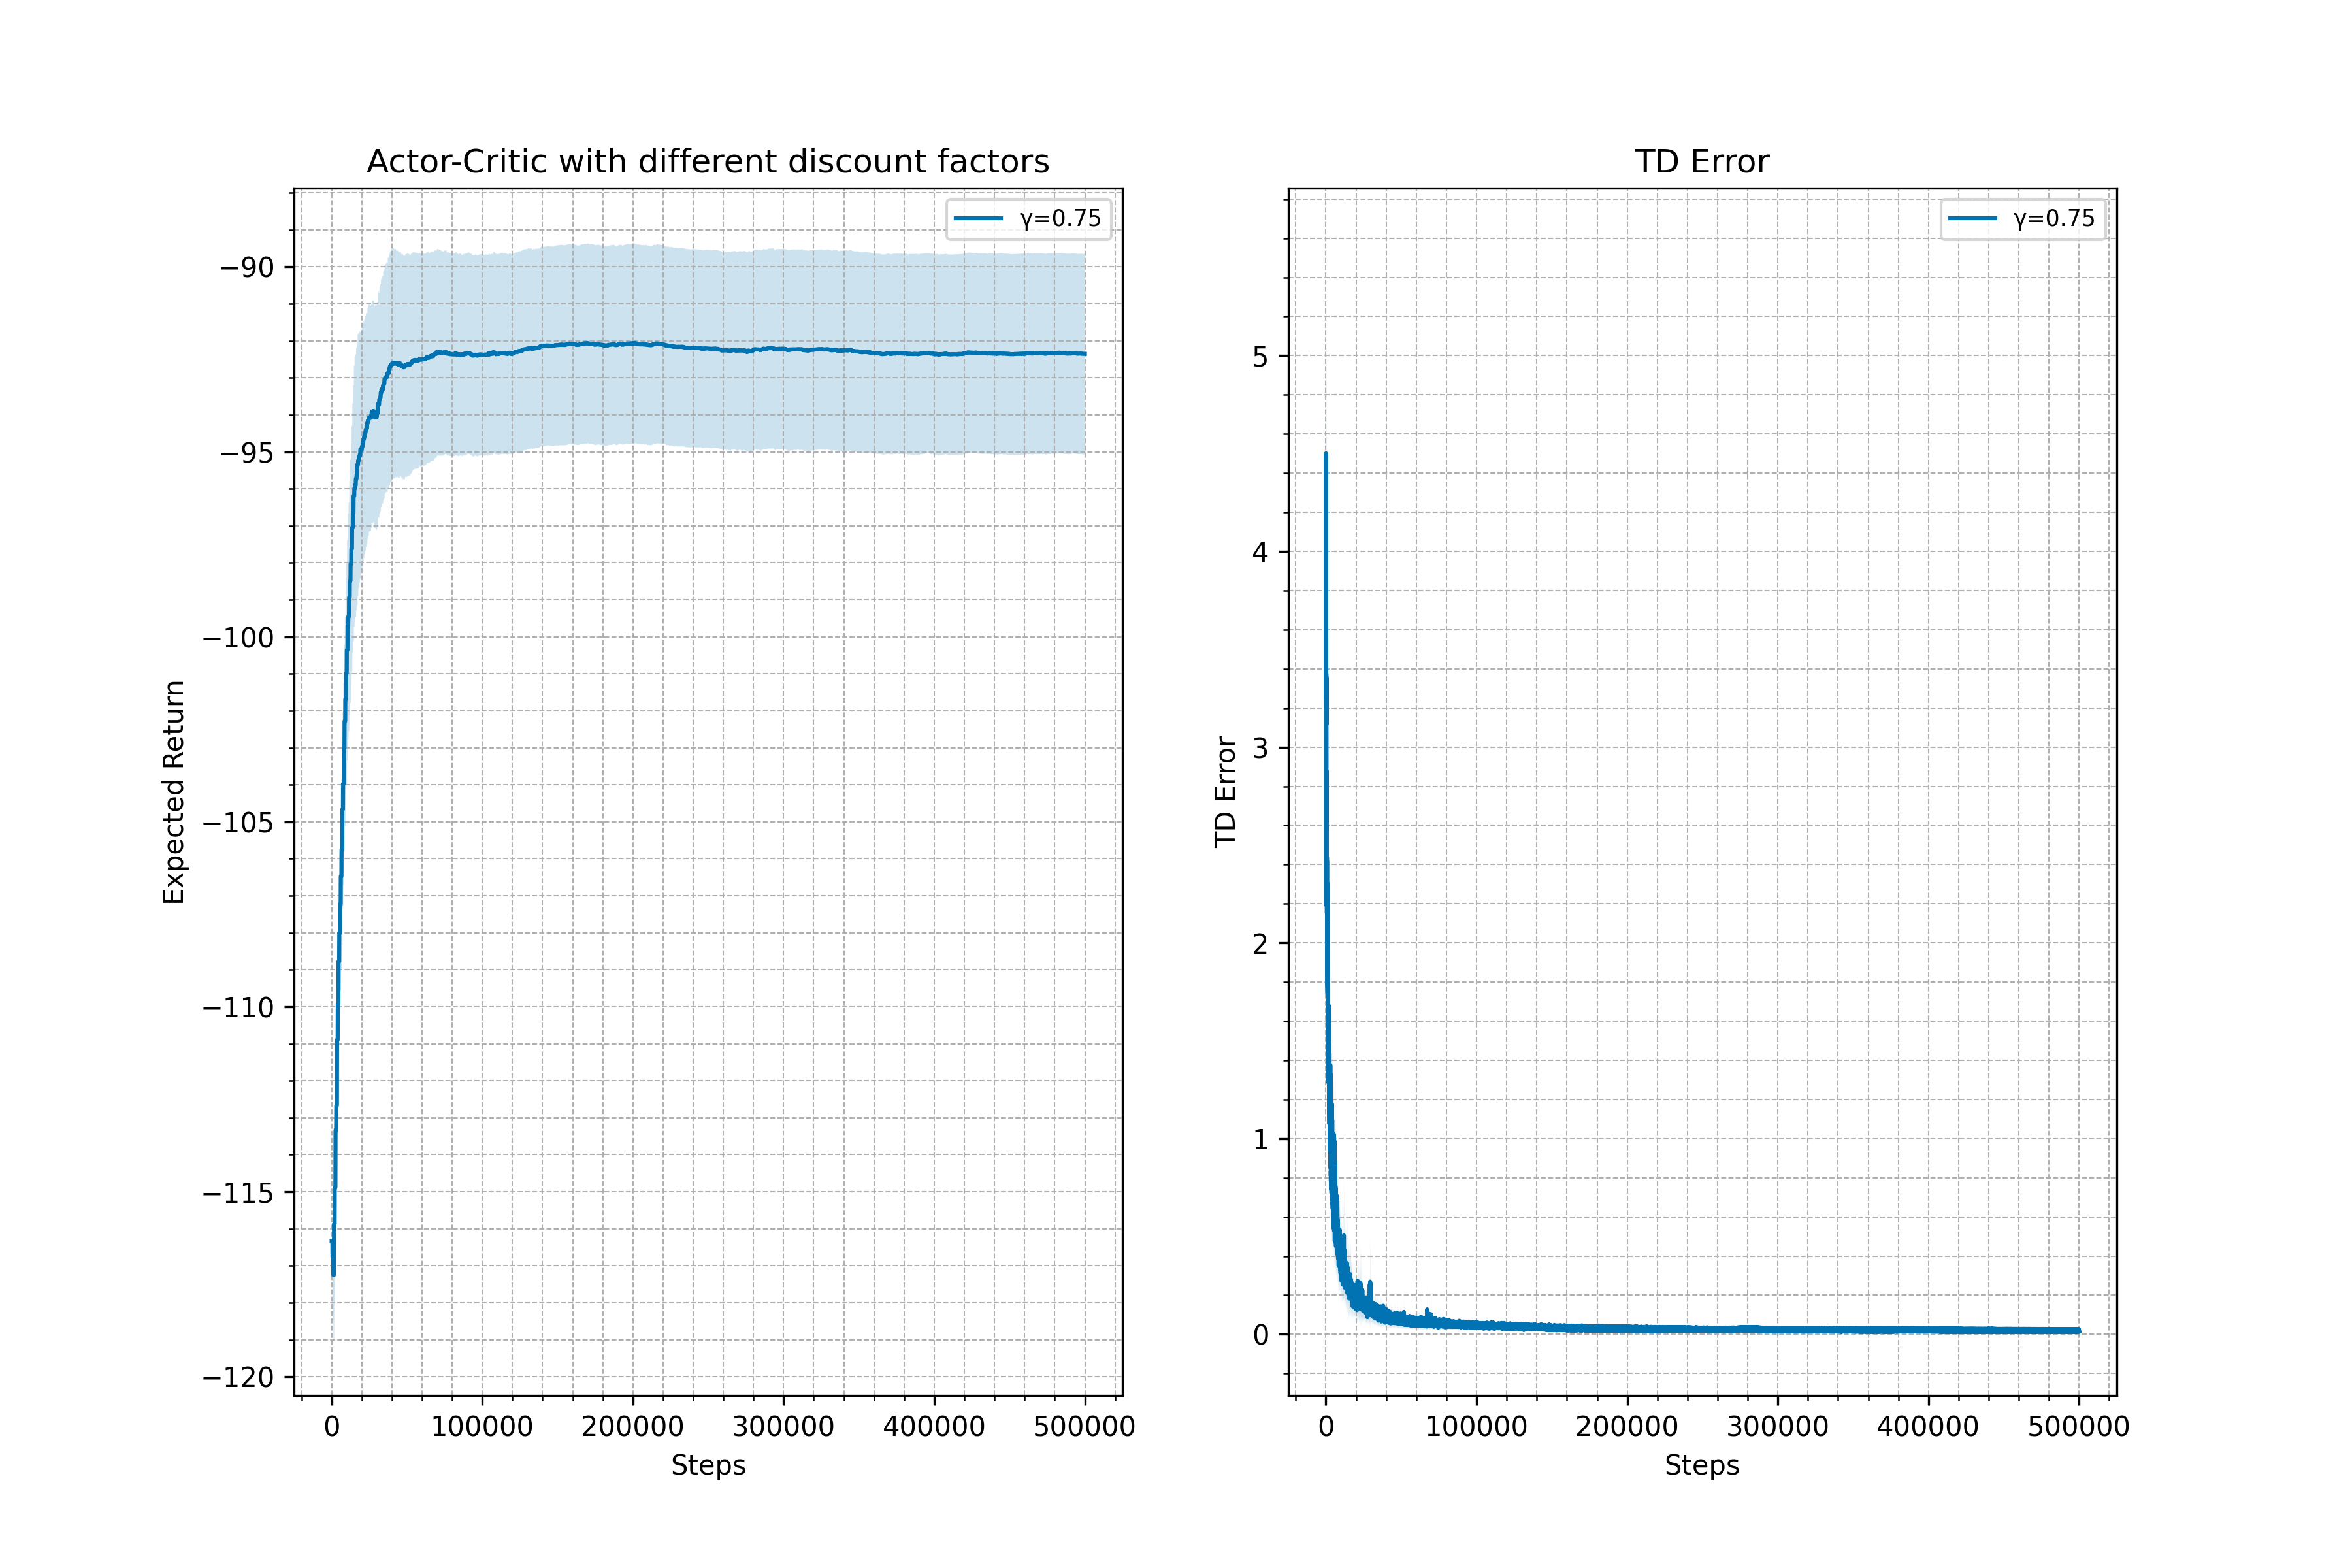 Actor-Critic with different discount factors
γ=0.75
−90
−95
−100
−105
−110
−115
−120
Expected Return
0 100000 200000 300000 400000 500000
Steps
TD Error
γ=0.75
5
4
3
2
1
0
TD Error
0 100000 200000 300000 400000 500000
Steps